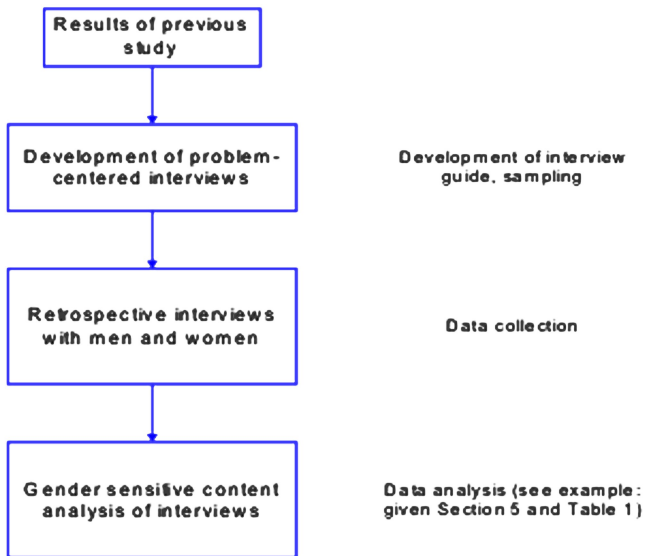 Results of previous
study
Development of problem-
centered interviews
Development of interview
guide, sampling
Retrospective interviews
with men and women
Data collection
Gender sensitive content
analysis of interviews
Data analysis (see example:
given Section 5 and Table 1)